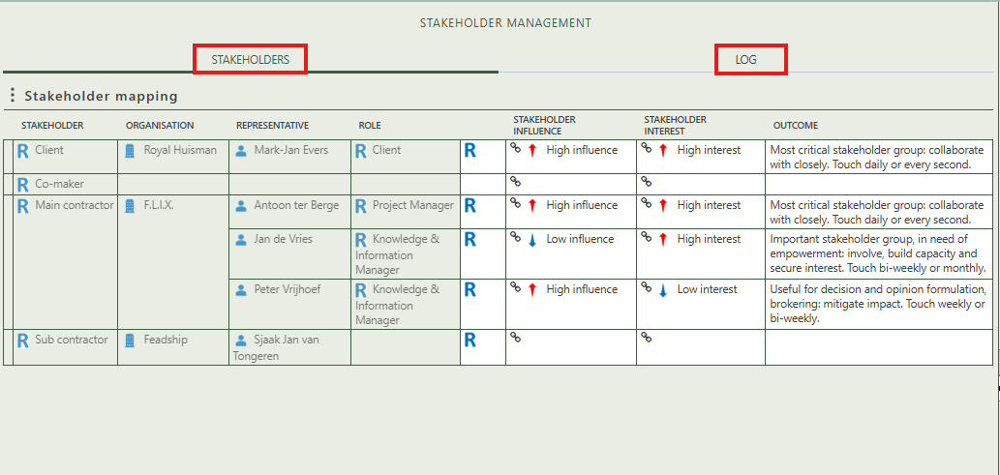 STAKEHOLDER MANAGEMENT
STAKEHOLDERS
LOG
Stakeholder mapping
STAKEHOLDER ORGANISATION REPRESENTATIVE ROLE STAKEHOLDER INFLUENCE STAKEHOLDER INTEREST OUTCOME
R Client Royal Huisman Mark-Jan Evers R Client R High influence High interest Most critical stakeholder group: collaborate
with closely. Touch daily or every second.
R Co-maker
R Main contractor F.L.I.X. Antoon ter Berge R Project Manager R High influence High interest Most critical stakeholder group: collaborate
with closely. Touch daily or every second.
Jan de Vries R Knowledge & R Low influence High interest Important stakeholder group, in need of
Information empowerment: involve, build capacity and
Manager secure interest. Touch bi-weekly or monthly.
Peter Vrijhoef R Knowledge & R High influence Low interest Useful for decision and opinion formulation,
Information brokering: mitigate impact. Touch weekly or
Manager bi-weekly.
R Sub contractor Feadship Sjaak Jan van R
Tongeren